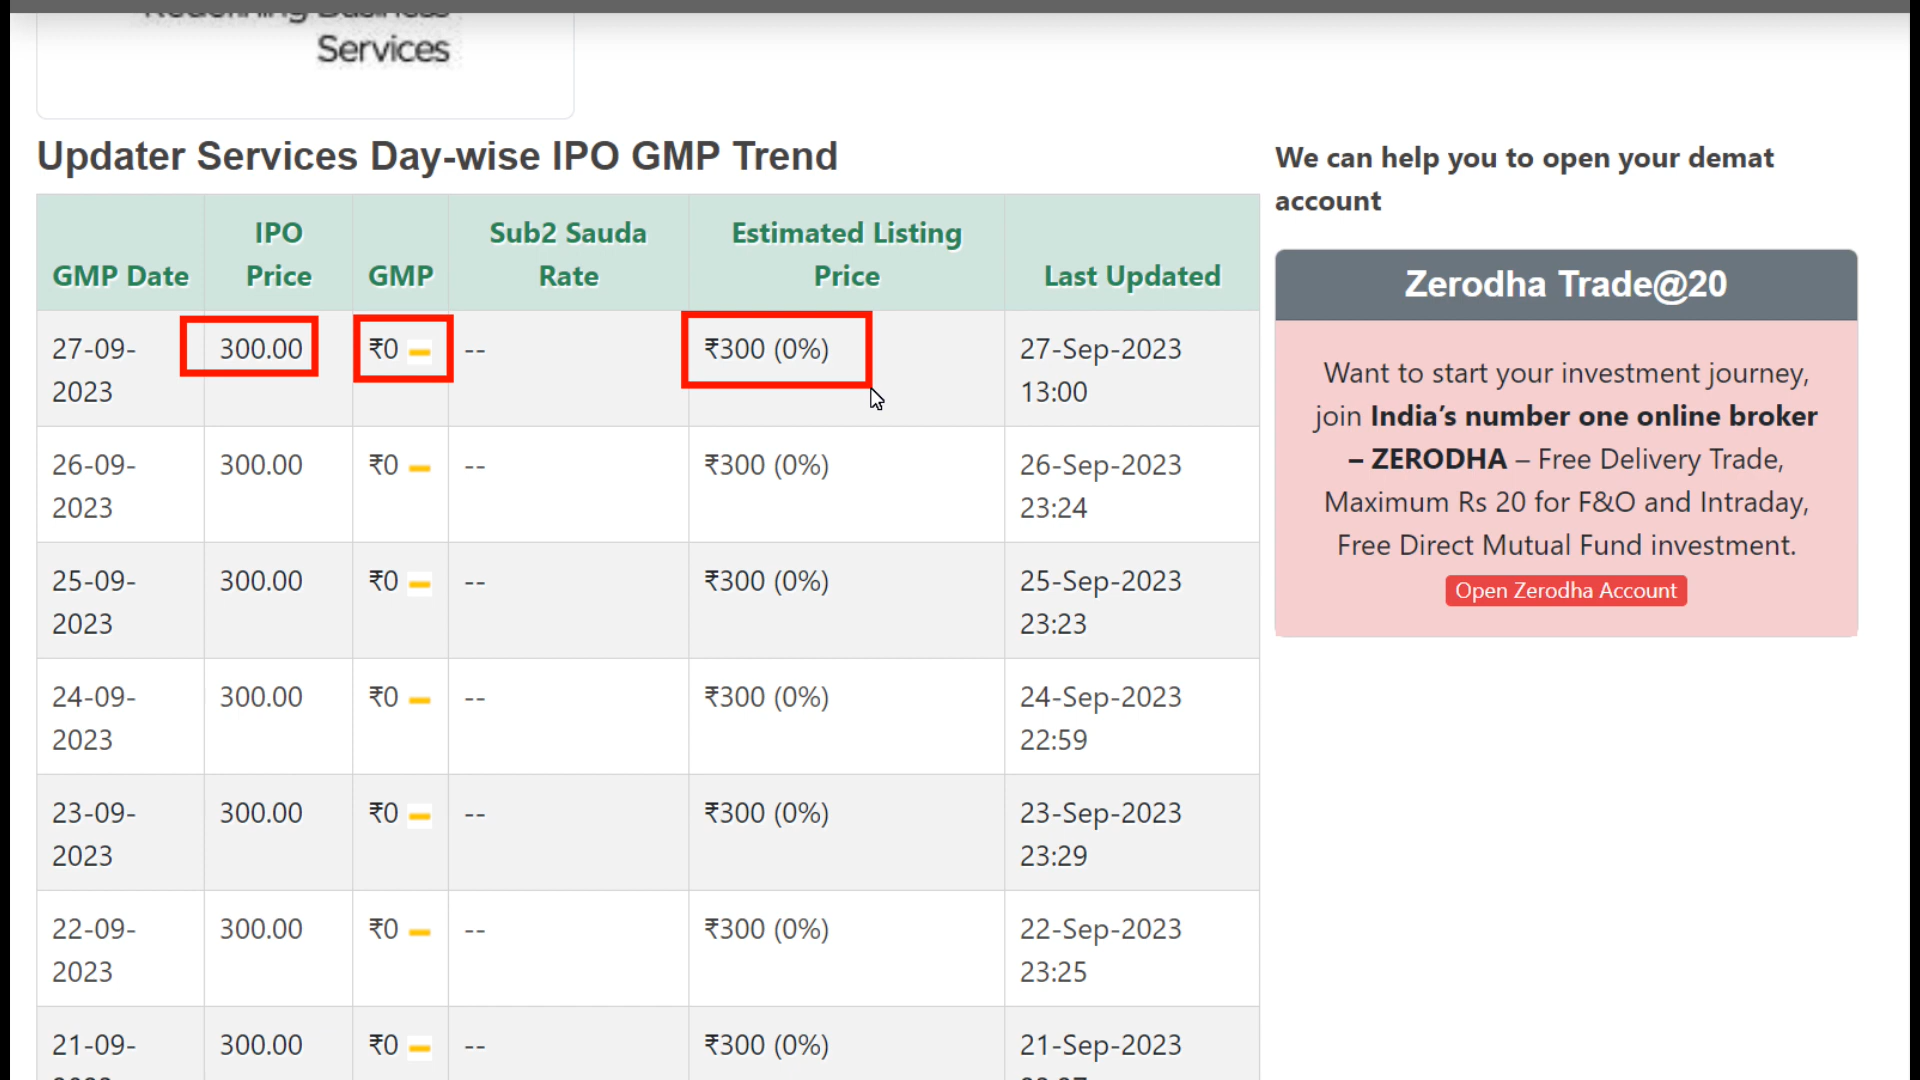 Redefining Business
Services
Updater Services Day-wise IPO GMP Trend
GMP Date IPO Price GMP Sub2 Sauda Rate Estimated Listing Price Last Updated
27-09-2023 300.00 ₹0 -- ₹300 (0%) 27-Sep-2023 13:00
26-09-2023 300.00 ₹0 -- ₹300 (0%) 26-Sep-2023 23:24
25-09-2023 300.00 ₹0 -- ₹300 (0%) 25-Sep-2023 23:23
24-09-2023 300.00 ₹0 -- ₹300 (0%) 24-Sep-2023 22:59
23-09-2023 300.00 ₹0 -- ₹300 (0%) 23-Sep-2023 23:29
22-09-2023 300.00 ₹0 -- ₹300 (0%) 22-Sep-2023 23:25
21-09- 300.00 ₹0 -- ₹300 (0%) 21-Sep-2023
We can help you to open your demat
account
Zerodha Trade@20
Want to start your investment journey,
join India’s number one online broker
– ZERODHA – Free Delivery Trade,
Maximum Rs 20 for F&O and Intraday,
Free Direct Mutual Fund investment.
Open Zerodha Account